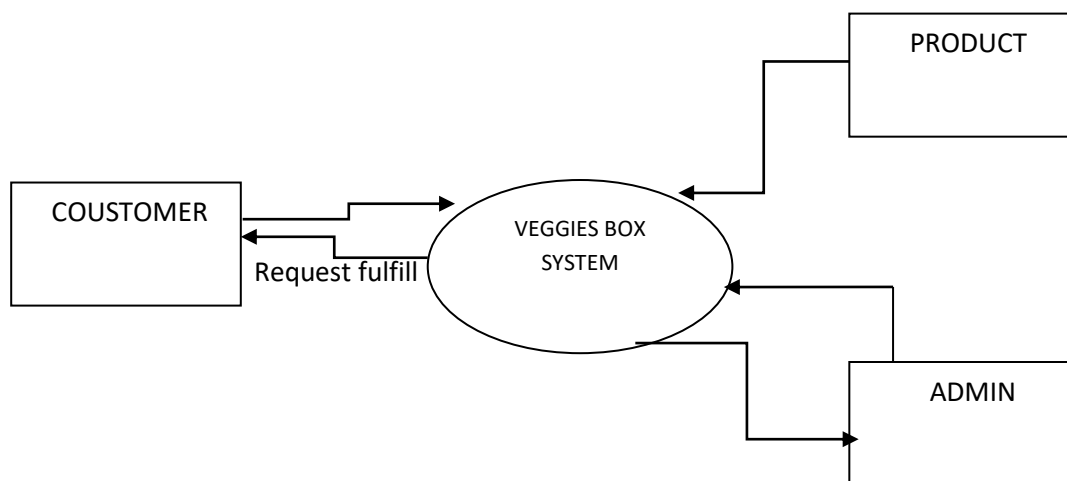 PRODUCT
COUSTOMER
VEGGIES BOX
SYSTEM
Request fulfill
ADMIN